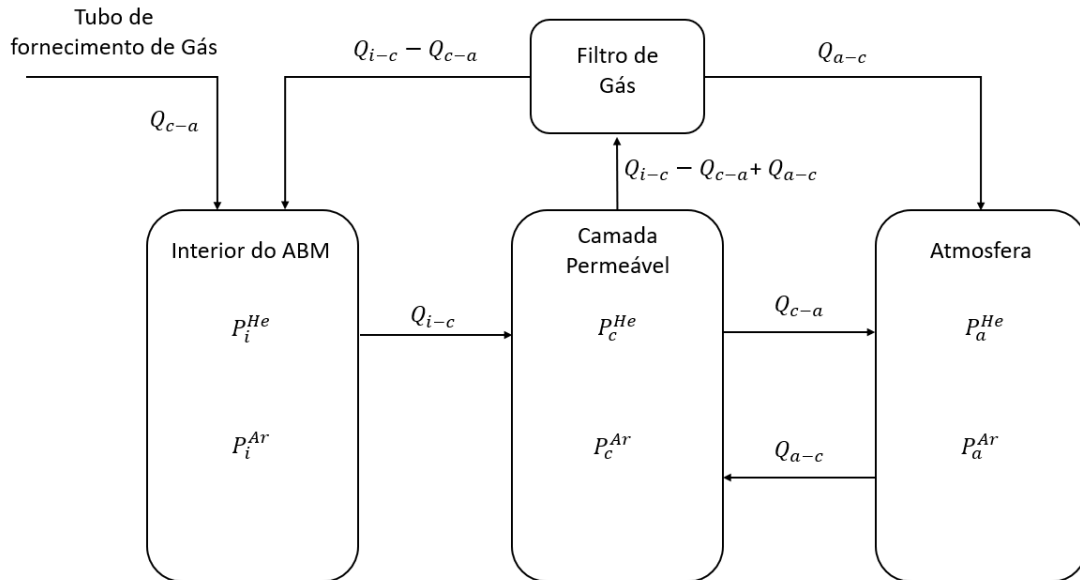 Tubo de
fornecimento de Gás
$Q_{c-a}$
$Q_{i-c} - Q_{c-a}$
Filtro de
Gás
$Q_{a-c}$
$Q_{i-c} - Q_{c-a} + Q_{a-c}$
Interior do ABM
$P_i^{He}$
$P_i^{Ar}$
$Q_{i-c}$
Camada
Permeável
$P_c^{He}$
$P_c^{Ar}$
$Q_{c-a}$
$Q_{a-c}$
Atmosfera
$P_a^{He}$
$P_a^{Ar}$